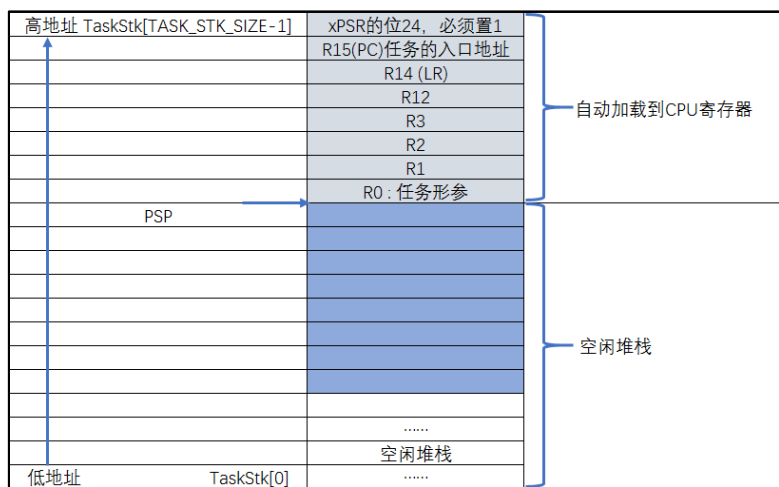 高地址 TaskStk[TASK_STK_SIZE-1] xPSR的位24，必须置1
R15(PC)任务的入口地址
R14 (LR)
R12
R3
自动加载到CPU寄存器
R2
R1
R0 : 任务形参
PSP
空闲堆栈
......
空闲堆栈
低地址 TaskStk[0] ......